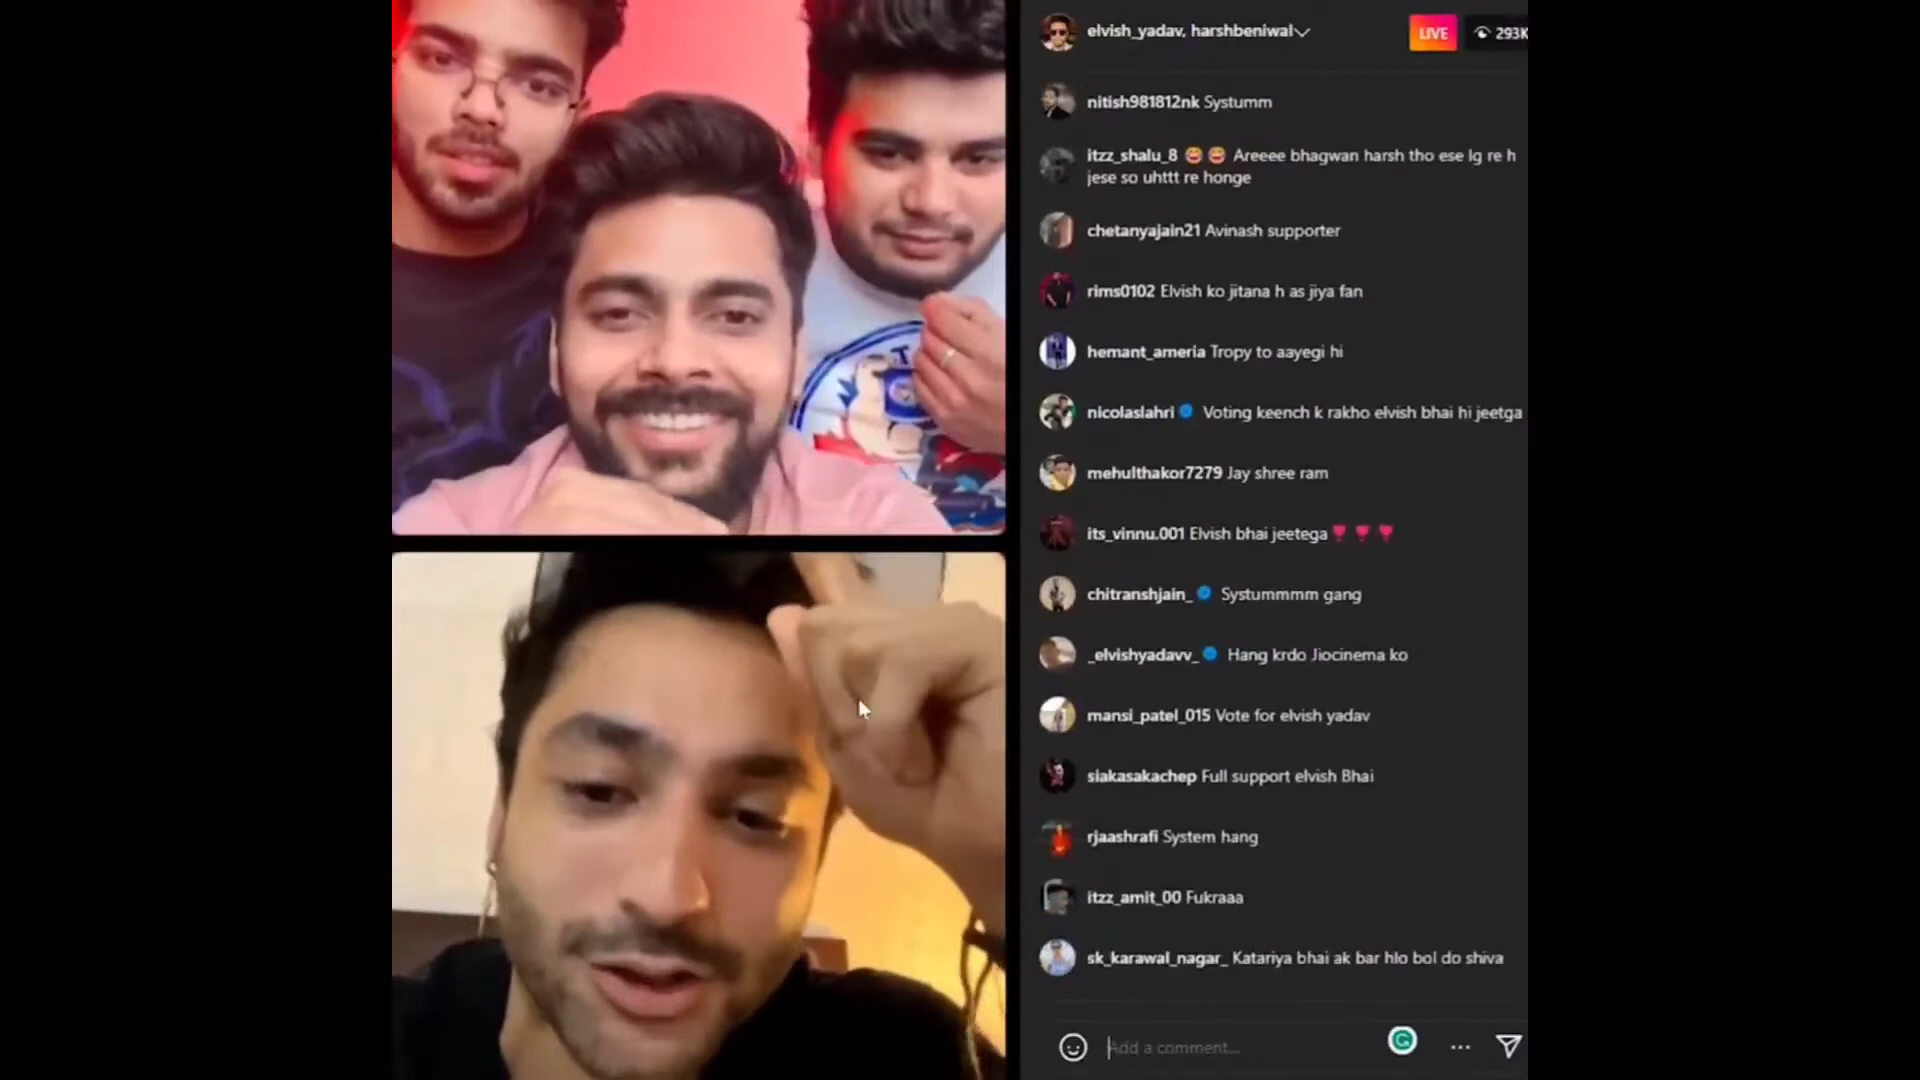 elvish_yadav, harshbeniwal
LIVE
293K
nitish981812nk Systumm
itzz_shalu_8 😅 😅 Areeee bhagwan harsh tho ese lg re h
jese so uhttt re honge
chetanyajain21 Avinash supporter
rims0102 Elvish ko jitana h as jiya fan
hemant_ameria Tropy to aayegi hi
nicolaslahri Voting keench k rakho elvish bhai hi jeetga
mehulthakor7279 Jay shree ram
its_vinnu.001 Elvish bhai jeetega❣️❣️❣️
chitranshjain_ Systummmm gang
_elvishyadavv_ Hang krdo Jiocinema ko
mansi_patel_015 Vote for elvish yadav
siakasakachep Full support elvish Bhai
rjaashrafi System hang
itzz_amit_00 Fukraaa
sk_karawal_nagar_ Katariya bhai ak bar hlo bol do shiva
Add a comment...